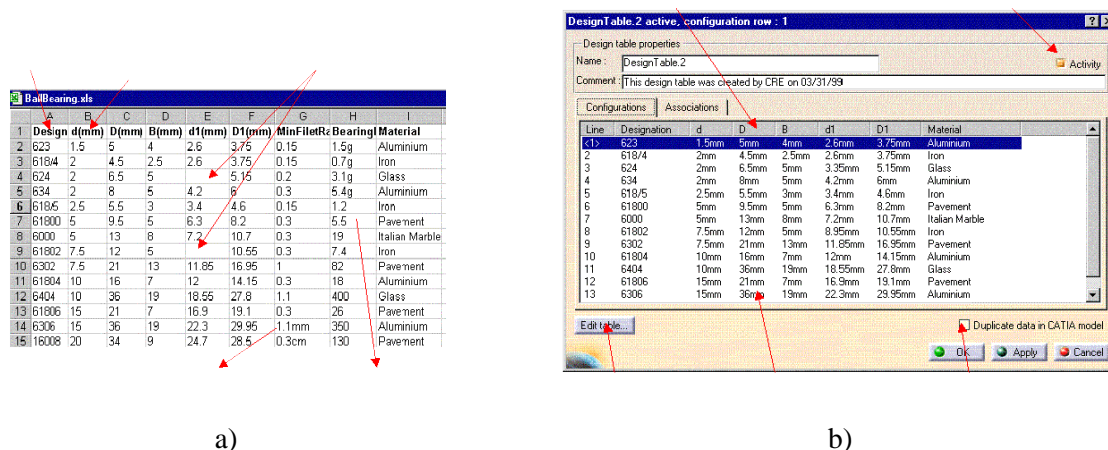 BallBearing.xls
A B C D E F G H I
1 Design d(mm) D(mm) B(mm) d1(mm) D1(mm) MinFiletRa BearingI Material
2 623 1.5 5 4 2.6 3.75 0.15 1.5g Aluminium
3 618/4 2 4.5 2.5 2.6 3.75 0.15 0.7g Iron
4 624 2 6.5 5 5.15 0.2 3.1g Glass
5 634 2 8 5 4.2 6 0.3 5.4g Aluminium
6 618/5 2.5 5.5 3 3.4 4.6 0.15 1.2 Iron
7 61800 5 9.5 5 6.3 8.2 0.3 5.5 Pavement
8 6000 5 13 8 7.2 10.7 0.3 19 Italian Marble
9 61802 7.5 12 5 10.55 0.3 7.4 Iron
10 6302 7.5 21 13 11.85 16.95 1 82 Pavement
11 61804 10 16 7 12 14.15 0.3 18 Aluminium
12 6404 10 36 19 18.55 27.8 1.1 400 Glass
13 61806 15 21 7 16.9 19.1 0.3 26 Pavement
14 6306 15 36 19 22.3 29.95 1.1mm 350 Aluminium
15 16008 20 34 9 24.7 28.5 0.3cm 130 Pavement
a)
DesignTable.2 active, configuration row : 1
Design table properties
Name : DesignTable.2 Activity
Comment : This design table was created by CRE on 03/31/99
Configurations Associations
Line Designation d D B d1 D1 Material
<1> 623 1.5mm 5mm 4mm 2.6mm 3.75mm Aluminium
2 618/4 2mm 4.5mm 2.5mm 2.6mm 3.75mm Iron
3 624 2mm 6.5mm 5mm 3.35mm 5.15mm Glass
4 634 2mm 8mm 5mm 4.2mm 6mm Aluminium
5 618/5 2.5mm 5.5mm 3mm 3.4mm 4.6mm Iron
6 61800 5mm 9.5mm 5mm 6.3mm 8.2mm Pavement
7 6000 5mm 13mm 8mm 7.2mm 10.7mm Italian Marble
8 61802 7.5mm 12mm 5mm 8.95mm 10.55mm Iron
9 6302 7.5mm 21mm 13mm 11.85mm 16.95mm Pavement
10 61804 10mm 16mm 7mm 12mm 14.15mm Aluminium
11 6404 10mm 36mm 19mm 18.55mm 27.8mm Glass
12 61806 15mm 21mm 7mm 16.9mm 19.1mm Pavement
13 6306 15mm 36mm 19mm 22.3mm 29.95mm Aluminium
Edit table... Duplicate data in CATIA model
OK Apply Cancel
b)